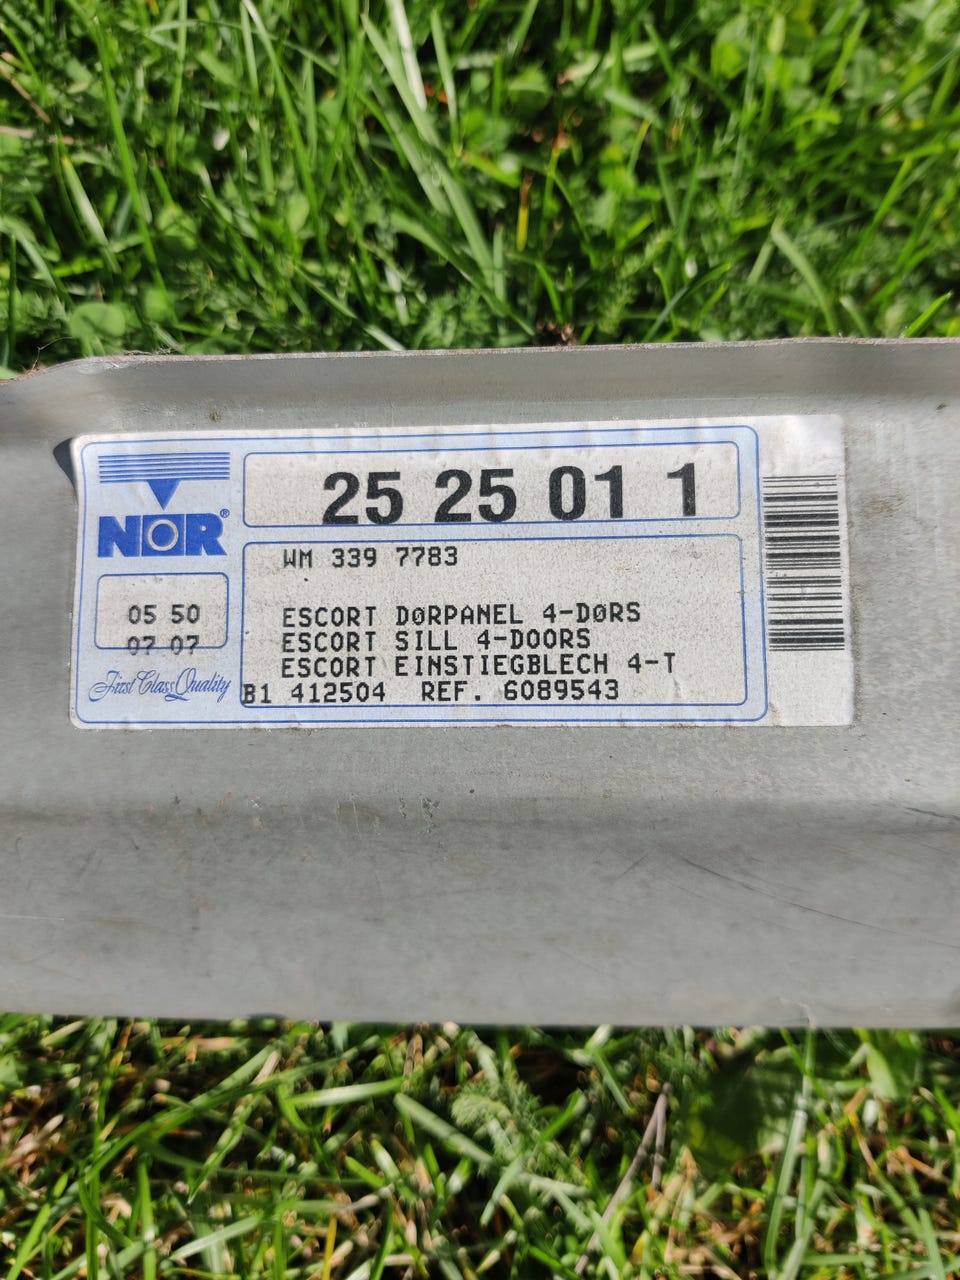 25 25 01 1
NOR®
WM 339 7783
05 50
07 07
ESCORT DØRPANEL 4-DØRS
ESCORT SILL 4-DOORS
ESCORT EINSTIEGBLECH 4-T
First Class Quality
B1 412504 REF. 6089543